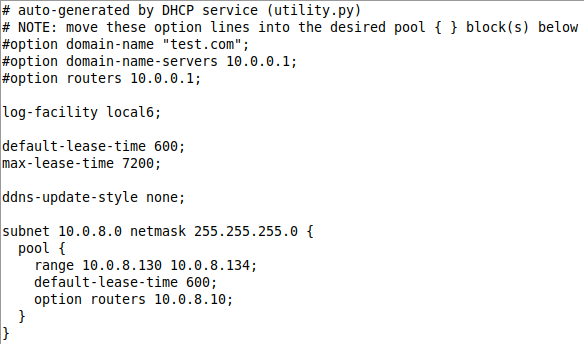 # auto-generated by DHCP service (utility.py)
# NOTE: move these option lines into the desired pool { } block(s) below
#option domain-name "test.com";
#option domain-name-servers 10.0.0.1;
#option routers 10.0.0.1;

log-facility local6;

default-lease-time 600;
max-lease-time 7200;

ddns-update-style none;

subnet 10.0.8.0 netmask 255.255.255.0 {
  pool {
    range 10.0.8.130 10.0.8.134;
    default-lease-time 600;
    option routers 10.0.8.10;
  }
}